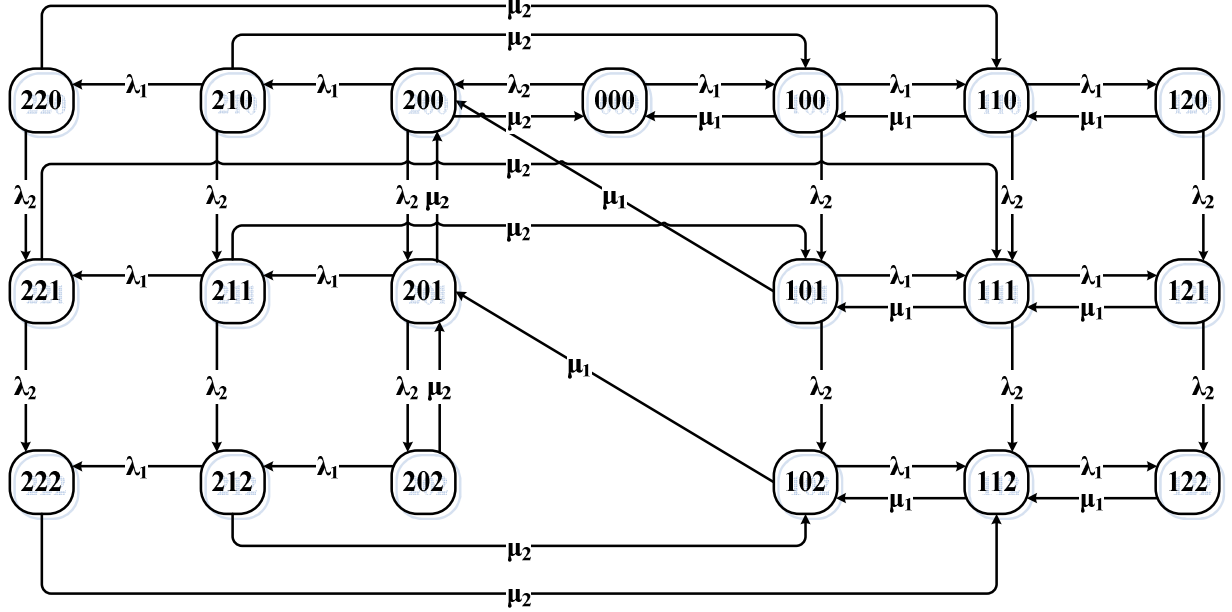 μ₂
μ₂
220 λ₁ 210 λ₁ 200 λ₂ 000 λ₁ 100 λ₁ 110 λ₁ 120
μ₂ μ₁ μ₁ μ₁
μ₂
λ₂ λ₂ λ₂ μ₂ μ₁ λ₂ λ₂ λ₂
μ₂
221 λ₁ 211 λ₁ 201 101 λ₁ 111 λ₁ 121
μ₁ μ₁
μ₁
λ₂ λ₂ λ₂ μ₂ λ₂ λ₂ λ₂
222 λ₁ 212 λ₁ 202 102 λ₁ 112 λ₁ 122
μ₁ μ₁
μ₂
μ₂